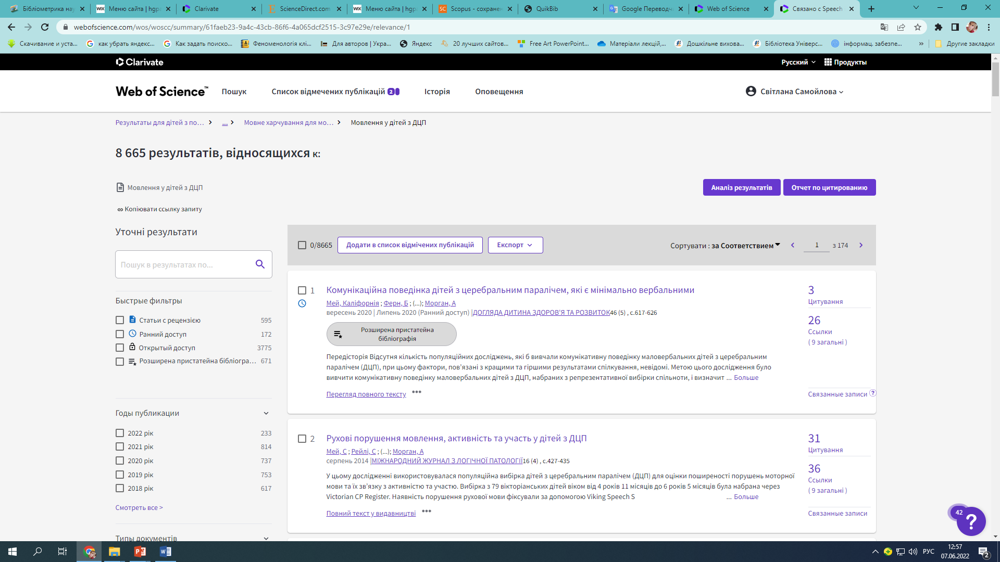 Бібліометрика нау
Меню сайта | hgpa
Clarivate
ScienceDirect.com
Меню сайта | hgpa
Scopus - сохранен
QuikBib
Google Переводчи
Web of Science
Связано с Speech
webofscience.com/wos/woscc/summary/61faeb23-9a4c-43cb-86f6-4a065dcf2515-3c97e29e/relevance/1
Скачивание и уста...
как убрать яндекс...
Как задать поиско...
Феноменологія клі...
Для авторов | Укра...
Яндекс
20 лучших сайтов...
Free Art PowerPoint...
Матеріали лекцій,...
Дошкільне вихова...
Бібліотека Універс...
інформац. забезпе...
»
Другие закладки
Clarivate
Русский
Продукты
Web of Science™
Пошук
Список відмечених публікацій 2
Історія
Оповещення
Світлана Самойлова
Результаты для дітей з по... > ... > Мовне харчування для мо... > Мовлення у дітей з ДЦП
8 665 результатів, відносящихся к:
Мовлення у дітей з ДЦП
Аналіз результатів
Отчет по цитированию
Копіювати ссылку запиту
Уточні результати
0/8665
Додати в список відмічених публікацій
Експорт
Сортувати : за Соответствием
1
з 174
Пошук в результатах по...
Быстрые фильтры
Статьи с рецензією 595
Ранний доступ 172
Открытый доступ 3775
Розширена пристатейна бібліогра... 671
Годы публикации
2022 рік 233
2021 рік 814
2020 рік 737
2019 рік 753
2018 рік 617
Смотреть все >
Типы документів
1
Комунікаційна поведінка дітей з церебральним паралічем, які є мінімально вербальними
Мей, Каліфорнія ; Ферн, Б ; (...); Морган, А
вересень 2020 | Липень 2020 (Ранний доступ) |ДОГЛЯДА ДИТИНА ЗДОРОВ'Я ТА РОЗВИТОК46 (5) , с.617-626
Розширена пристатейна
бібліографія
Передісторія Відсутня кількість популяційних досліджень, які б вивчали комунікативну поведінку маловербальних дітей з церебральним
паралічем (ДЦП), при цьому фактори, пов’язані з кращими та гіршими результатами спілкування, невідомі. Метою цього дослідження було
вивчити комунікативну поведінку маловербальних дітей з ДЦП, набраних з репрезентативної вибірки спільноти, і визначит ... Больше
Перегляд повного тексту
3
Цитування
26
Ссылки
( 9 загальні )
Связанные записи ?
2
Рухові порушення мовлення, активність та участь у дітей з ДЦП
Мей, С ; Рейлі, С ; (...); Морган, А
серпень 2014 |МІЖНАРОДНИЙ ЖУРНАЛ З ЛОГІЧНОЇ ПАТОЛОГІЇ16 (4) , с.427-435
У цьому дослідженні використовувалася популяційна вибірка дітей з церебральним паралічем (ДЦП) для оцінки поширеності порушень моторної
мови та їх зв’язку з активністю та участю. Вибірка з 79 вікторіанських дітей віком від 4 років 11 місяців до 6 років 5 місяців була набрана через
Victorian CP Register. Наявність порушення рухової мови фіксували за допомогою Viking Speech S ... Больше
Повний текст у видавництві
31
Цитування
36
Ссылки
( 9 загальні )
Связанные записи
42
?
РУС
12:57
07.06.2022
2